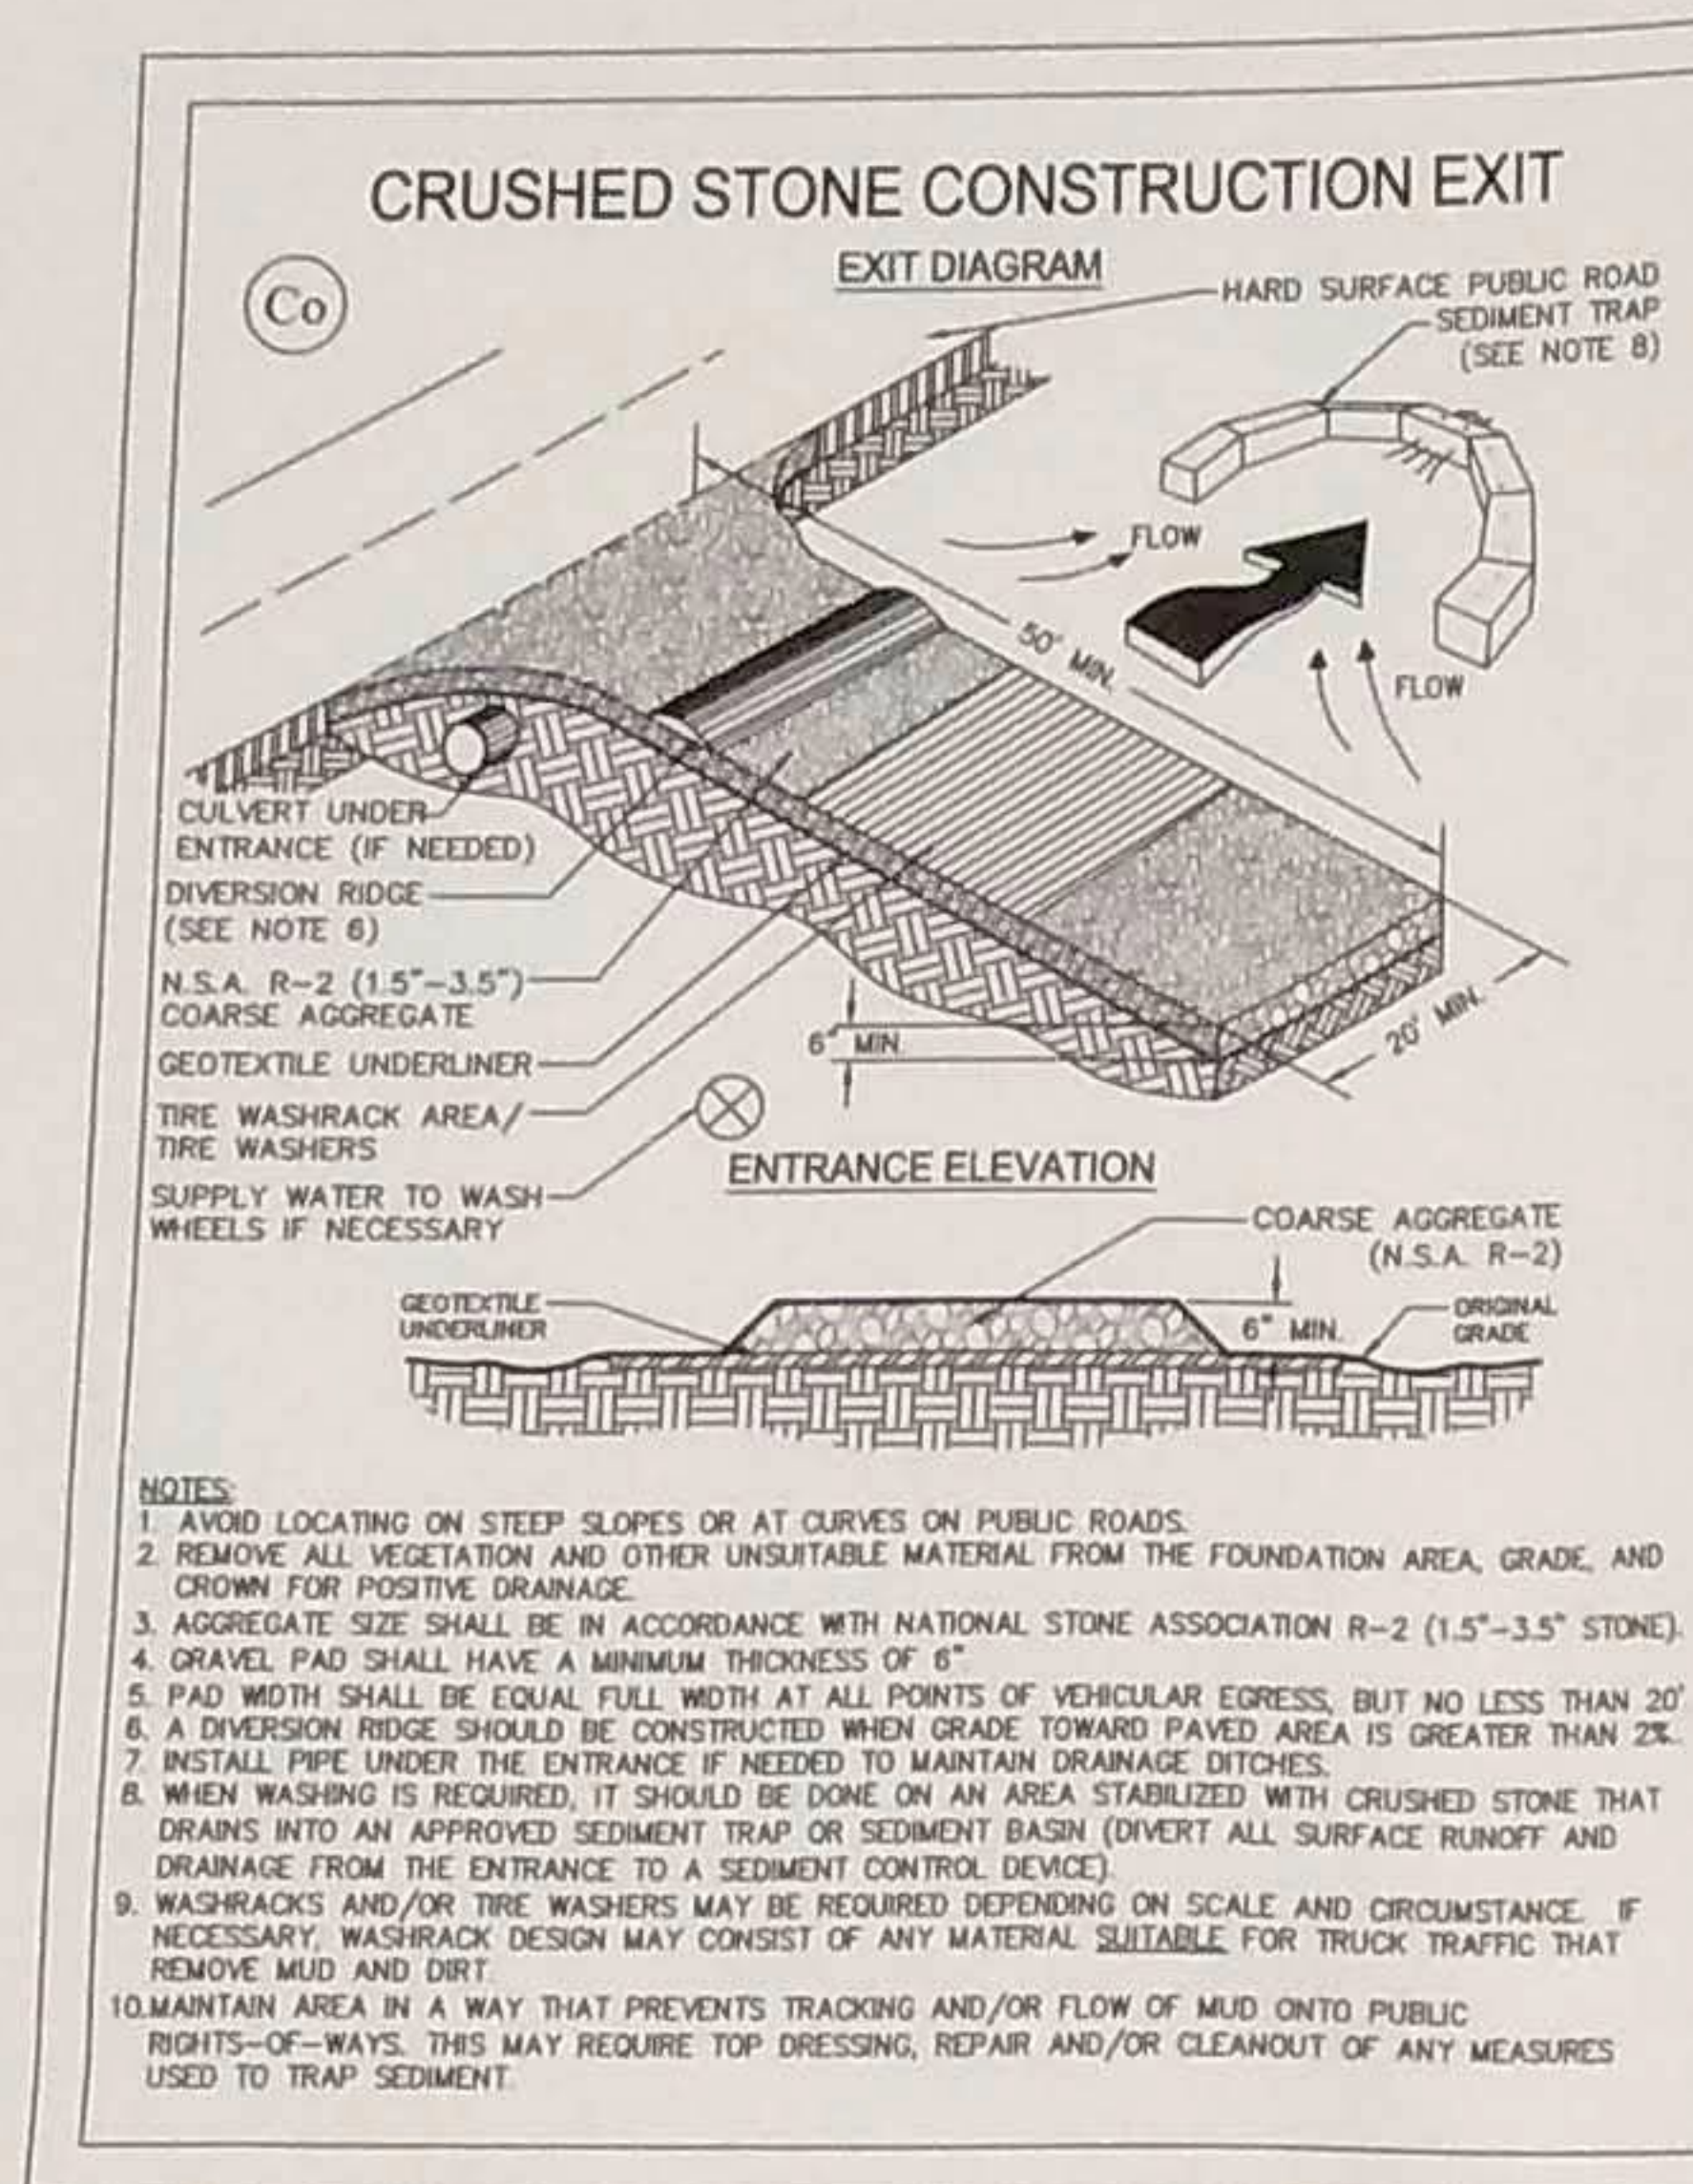 CRUSHED STONE CONSTRUCTION EXIT
Co
EXIT DIAGRAM
HARD SURFACE PUBLIC ROAD
SEDIMENT TRAP
(SEE NOTE 8)
FLOW
50' MIN.
FLOW
CULVERT UNDER
ENTRANCE (IF NEEDED)
DIVERSION RIDGE
(SEE NOTE 6)
N.S.A. R-2 (1.5"-3.5")
COARSE AGGREGATE
GEOTEXTILE UNDERLINER
TIRE WASHRACK AREA/
TIRE WASHERS
SUPPLY WATER TO WASH
WHEELS IF NECESSARY
6" MIN.
20' MIN.
ENTRANCE ELEVATION
COARSE AGGREGATE
(N.S.A. R-2)
GEOTEXTILE
UNDERLINER
6" MIN.
ORIGINAL
GRADE
NOTES:
1. AVOID LOCATING ON STEEP SLOPES OR AT CURVES ON PUBLIC ROADS.
2. REMOVE ALL VEGETATION AND OTHER UNSUITABLE MATERIAL FROM THE FOUNDATION AREA, GRADE, AND
CROWN FOR POSITIVE DRAINAGE.
3. AGGREGATE SIZE SHALL BE IN ACCORDANCE WITH NATIONAL STONE ASSOCIATION R-2 (1.5"-3.5" STONE).
4. GRAVEL PAD SHALL HAVE A MINIMUM THICKNESS OF 6"
5. PAD WIDTH SHALL BE EQUAL FULL WIDTH AT ALL POINTS OF VEHICULAR EGRESS, BUT NO LESS THAN 20'
6. A DIVERSION RIDGE SHOULD BE CONSTRUCTED WHEN GRADE TOWARD PAVED AREA IS GREATER THAN 2%.
7. INSTALL PIPE UNDER THE ENTRANCE IF NEEDED TO MAINTAIN DRAINAGE DITCHES.
8. WHEN WASHING IS REQUIRED, IT SHOULD BE DONE ON AN AREA STABILIZED WITH CRUSHED STONE THAT
DRAINS INTO AN APPROVED SEDIMENT TRAP OR SEDIMENT BASIN (DIVERT ALL SURFACE RUNOFF AND
DRAINAGE FROM THE ENTRANCE TO A SEDIMENT CONTROL DEVICE).
9. WASHRACKS AND/OR TIRE WASHERS MAY BE REQUIRED DEPENDING ON SCALE AND CIRCUMSTANCE. IF
NECESSARY, WASHRACK DESIGN MAY CONSIST OF ANY MATERIAL SUITABLE FOR TRUCK TRAFFIC THAT
REMOVE MUD AND DIRT.
10.MAINTAIN AREA IN A WAY THAT PREVENTS TRACKING AND/OR FLOW OF MUD ONTO PUBLIC
RIGHTS-OF-WAYS. THIS MAY REQUIRE TOP DRESSING, REPAIR AND/OR CLEANOUT OF ANY MEASURES
USED TO TRAP SEDIMENT.